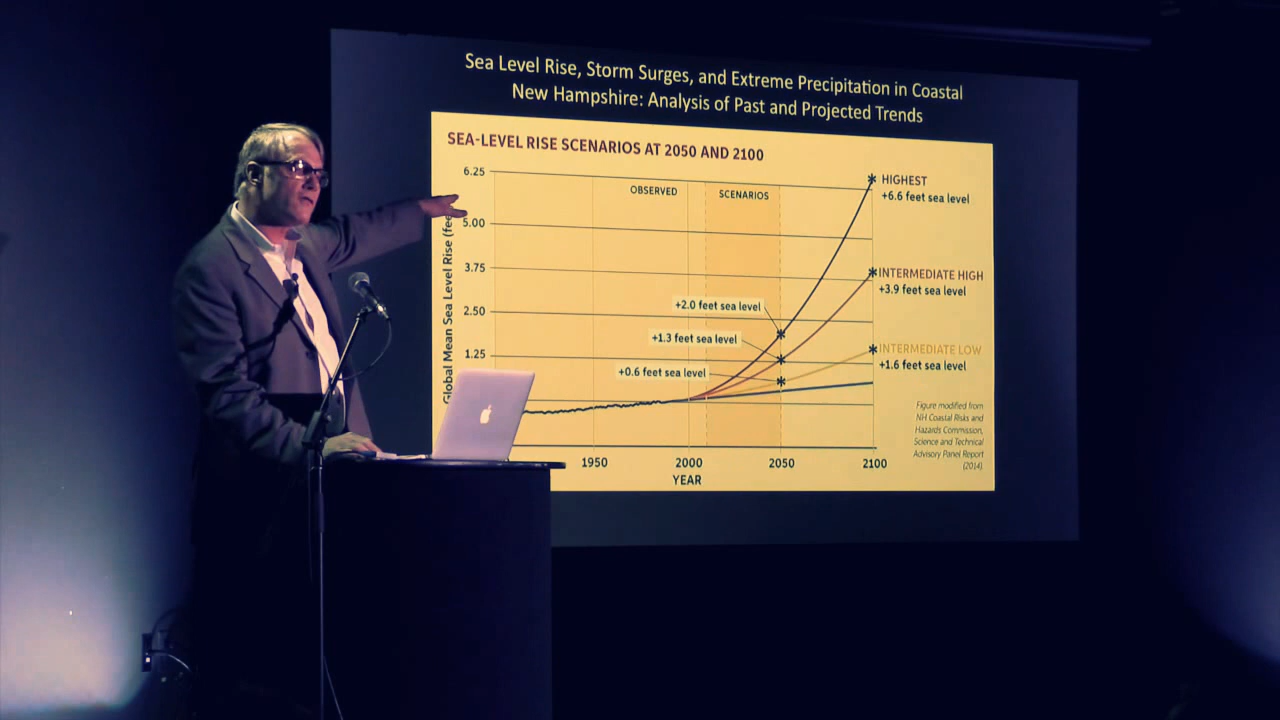 Sea Level Rise, Storm Surges, and Extreme Precipitation in Coastal
New Hampshire: Analysis of Past and Projected Trends
SEA-LEVEL RISE SCENARIOS AT 2050 AND 2100
6.25
5.00
3.75
2.50
1.25
Global Mean Sea Level Rise (fee
OBSERVED
SCENARIOS
HIGHEST
+6.6 feet sea level
INTERMEDIATE HIGH
+3.9 feet sea level
+2.0 feet sea level
+1.3 feet sea level
+0.6 feet sea level
INTERMEDIATE LOW
+1.6 feet sea level
Figure modified from
NH Coastal Risks and
Hazards Commission,
Science and Technical
Advisory Panel Report
(2014).
1950
2000
2050
2100
YEAR